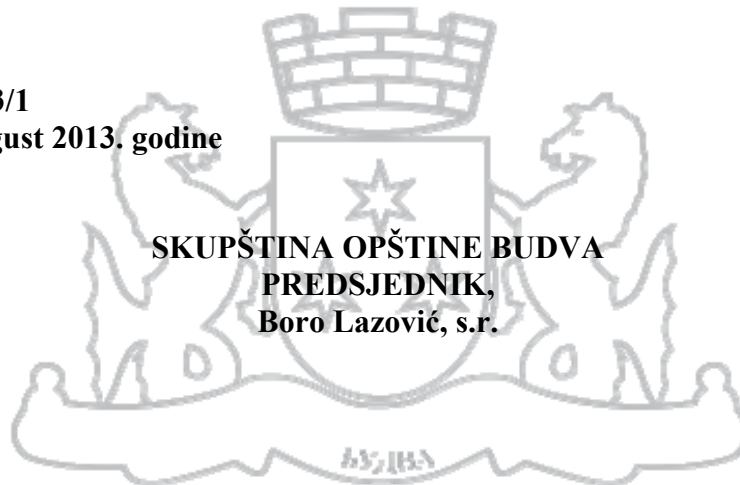 3/1
gust 2013. godine
SKUPŠTINA OPŠTINE BUDVA
PREDSJEDNIK,
Boro Lazović, s.r.